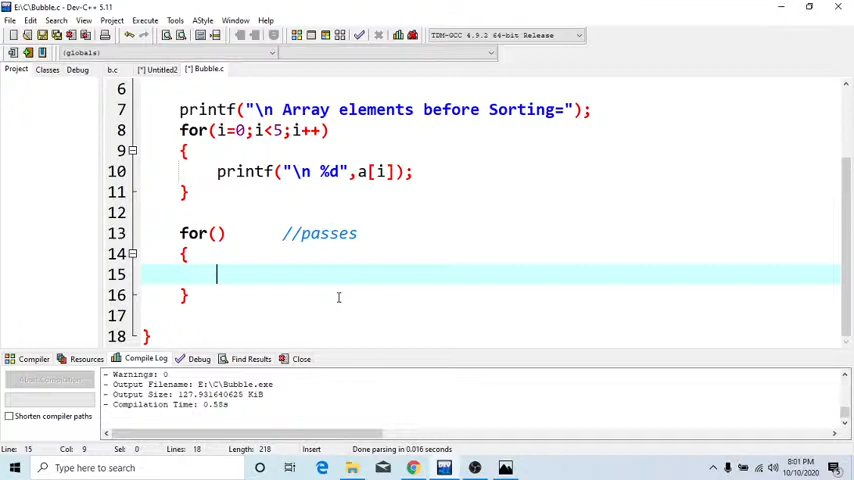 E:\C\Bubble.c - Dev-C++ 5.11
File Edit Search View Project Execute Tools AStyle Window Help
TDM-GCC 4.9.2 64-bit Release
(globals)
Project Classes Debug b.c [*] Untitled2 [*] Bubble.c
6
7 printf("\n Array elements before Sorting=");
8 for(i=0;i<5;i++)
9 {
10 printf("\n %d",a[i]);
11 }
12
13 for() //passes
14 {
15
16 }
17
18 }
Compiler Resources Compile Log Debug Find Results Close
Abort Compilation
Shorten compiler paths
- Warnings: 0
- Output Filename: E:\C\Bubble.exe
- Output Size: 127.931640625 KiB
- Compilation Time: 0.58s
Line: 15 Col: 9 Sel: 0 Lines: 18 Length: 218 Insert Done parsing in 0.016 seconds
Type here to search
DEV
8:01 PM
10/10/2020
5